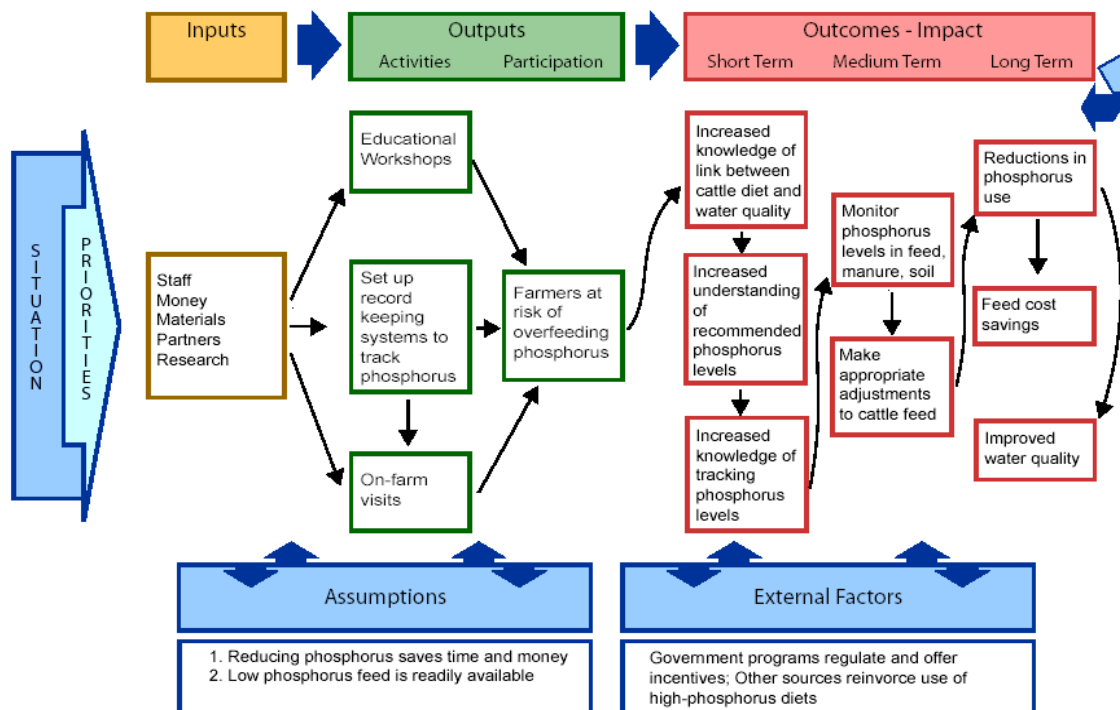 Inputs
Outputs
Activities
Participation
Outcomes - Impact
Short Term
Medium Term
Long Term
SITUATION
PRIORITIES
Staff
Money
Materials
Partners
Research
Educational
Workshops
Set up
record
keeping
systems to
track
phosphorus
On-farm
visits
Farmers at
risk of
overfeeding
phosphorus
Increased
knowledge of
link between
cattle diet and
water quality
Increased
understanding
of
recommended
phosphorus
levels
Increased
knowledge of
tracking
phosphorus
levels
Monitor
phosphorus
levels in feed,
manure, soil
Make
appropriate
adjustments
to cattle feed
Reductions in
phosphorus
use
Feed cost
savings
Improved
water quality
Assumptions
1. Reducing phosphorus saves time and money
2. Low phosphorus feed is readily available
External Factors
Government programs regulate and offer
incentives; Other sources reinvorce use of
high-phosphorus diets